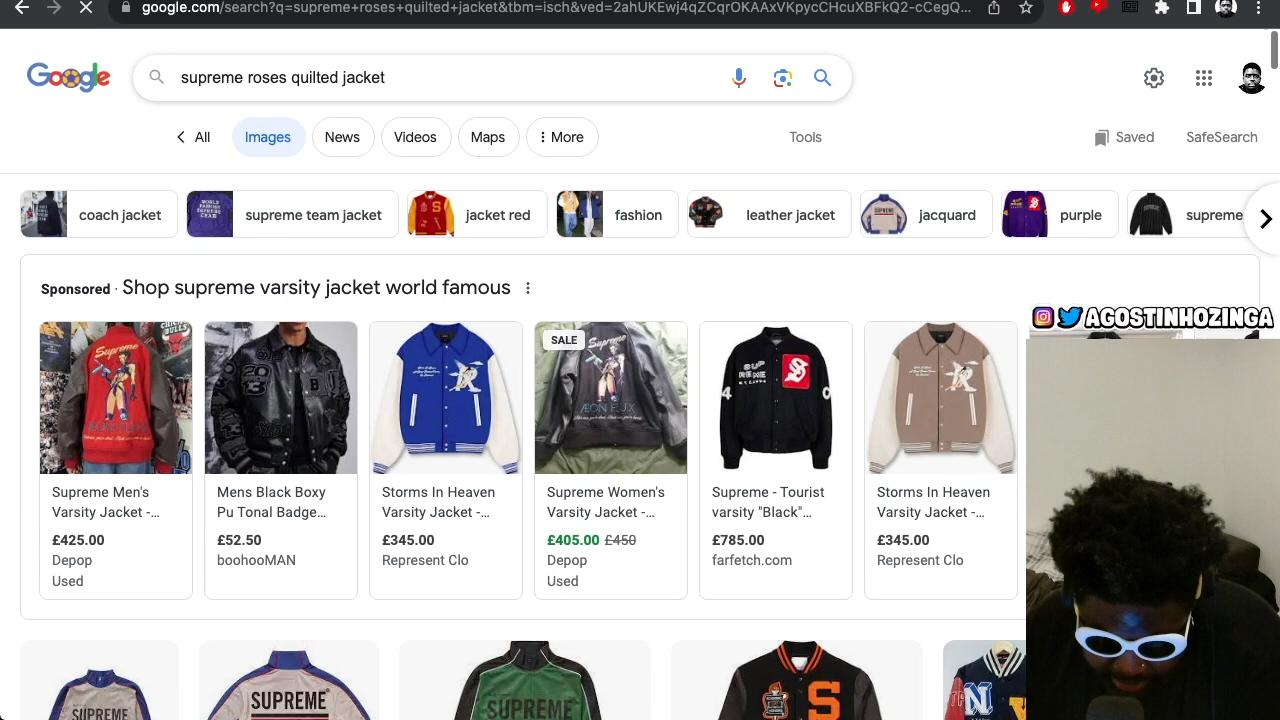 google.com/search?q=supreme+roses+quilted+jacket&tbm=isch&ved=2ahUKEwj4qZCqrOKAAxVKpycCHcuXBFkQ2-cCegQ...
Google
supreme roses quilted jacket
All
Images
News
Videos
Maps
More
Tools
Saved
SafeSearch
coach jacket
supreme team jacket
jacket red
fashion
leather jacket
jacquard
purple
supreme
Sponsored · Shop supreme varsity jacket world famous
AGOSTINHOZINGA
SALE
Supreme Men's
Varsity Jacket -...
£425.00
Depop
Used
Mens Black Boxy
Pu Tonal Badge...
£52.50
boohooMAN
Storms In Heaven
Varsity Jacket -...
£345.00
Represent Clo
Supreme Women's
Varsity Jacket -...
£405.00 £450
Depop
Used
Supreme - Tourist
varsity "Black"...
£785.00
farfetch.com
Storms In Heaven
Varsity Jacket -...
£345.00
Represent Clo
SUPREME
SUPREME
SUPREME
S
N